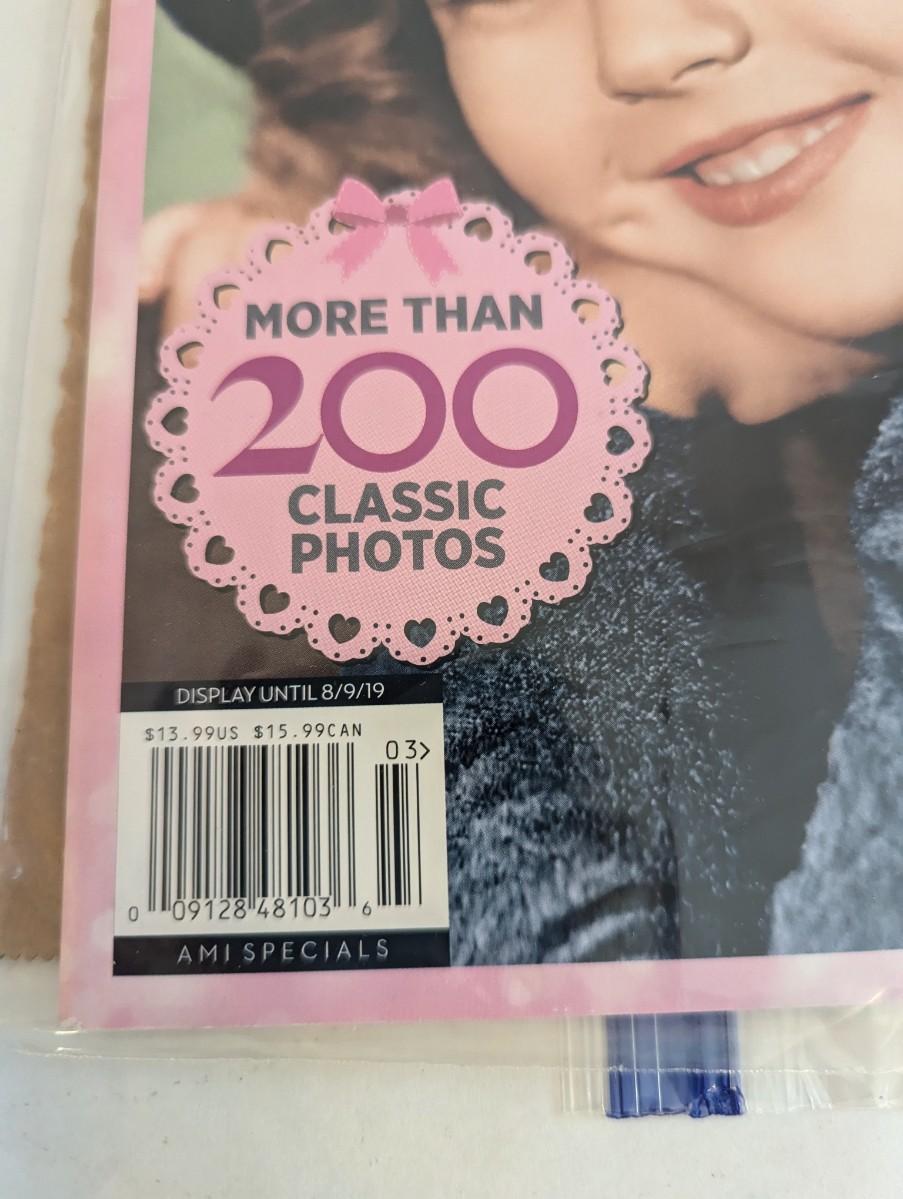 MORE THAN
200
CLASSIC
PHOTOS
DISPLAY UNTIL 8/9/19
$13.99US $15.99CAN
03>
0 09128 48103 6
AMI SPECIALS